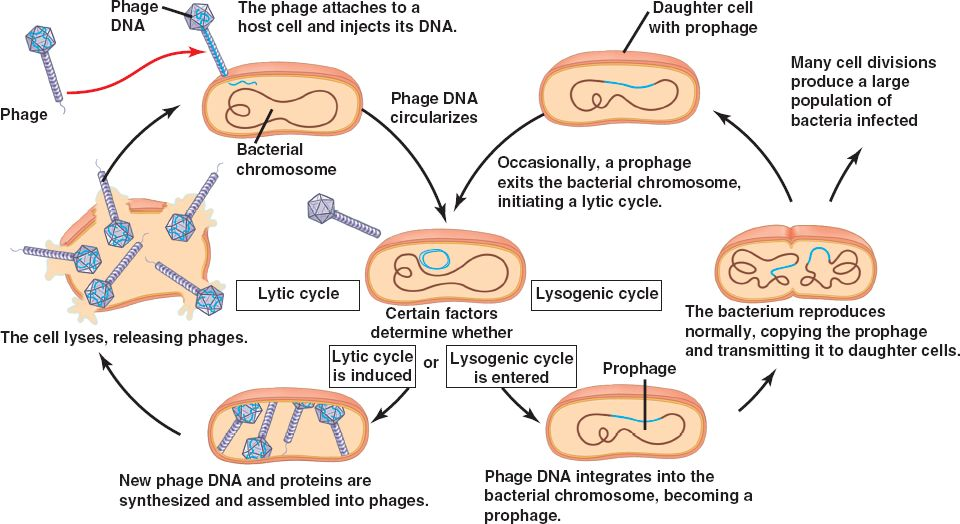 Phage
DNA
The phage attaches to a
host cell and injects its DNA.
Phage
Bacterial
chromosome
Phage DNA
circularizes
Daughter cell
with prophage
Many cell divisions
produce a large
population of
bacteria infected
Occasionally, a prophage
exits the bacterial chromosome,
initiating a lytic cycle.
The cell lyses, releasing phages.
Lytic cycle
Lysogenic cycle
Certain factors
determine whether
Lytic cycle
is induced
or
Lysogenic cycle
is entered
The bacterium reproduces
normally, copying the prophage
and transmitting it to daughter cells.
Prophage
New phage DNA and proteins are
synthesized and assembled into phages.
Phage DNA integrates into the
bacterial chromosome, becoming a
prophage.